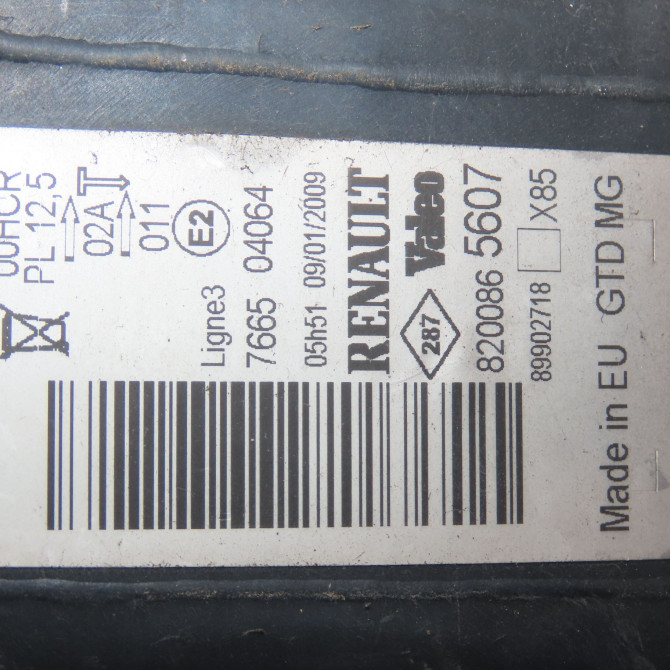 00HCR
PL 12,5
02A
011
E2
Ligne3
7665 04064
05h51 09/01/2009
RENAULT
287 Valeo
820086 5607
89902718 X85
Made in EU GTD MG